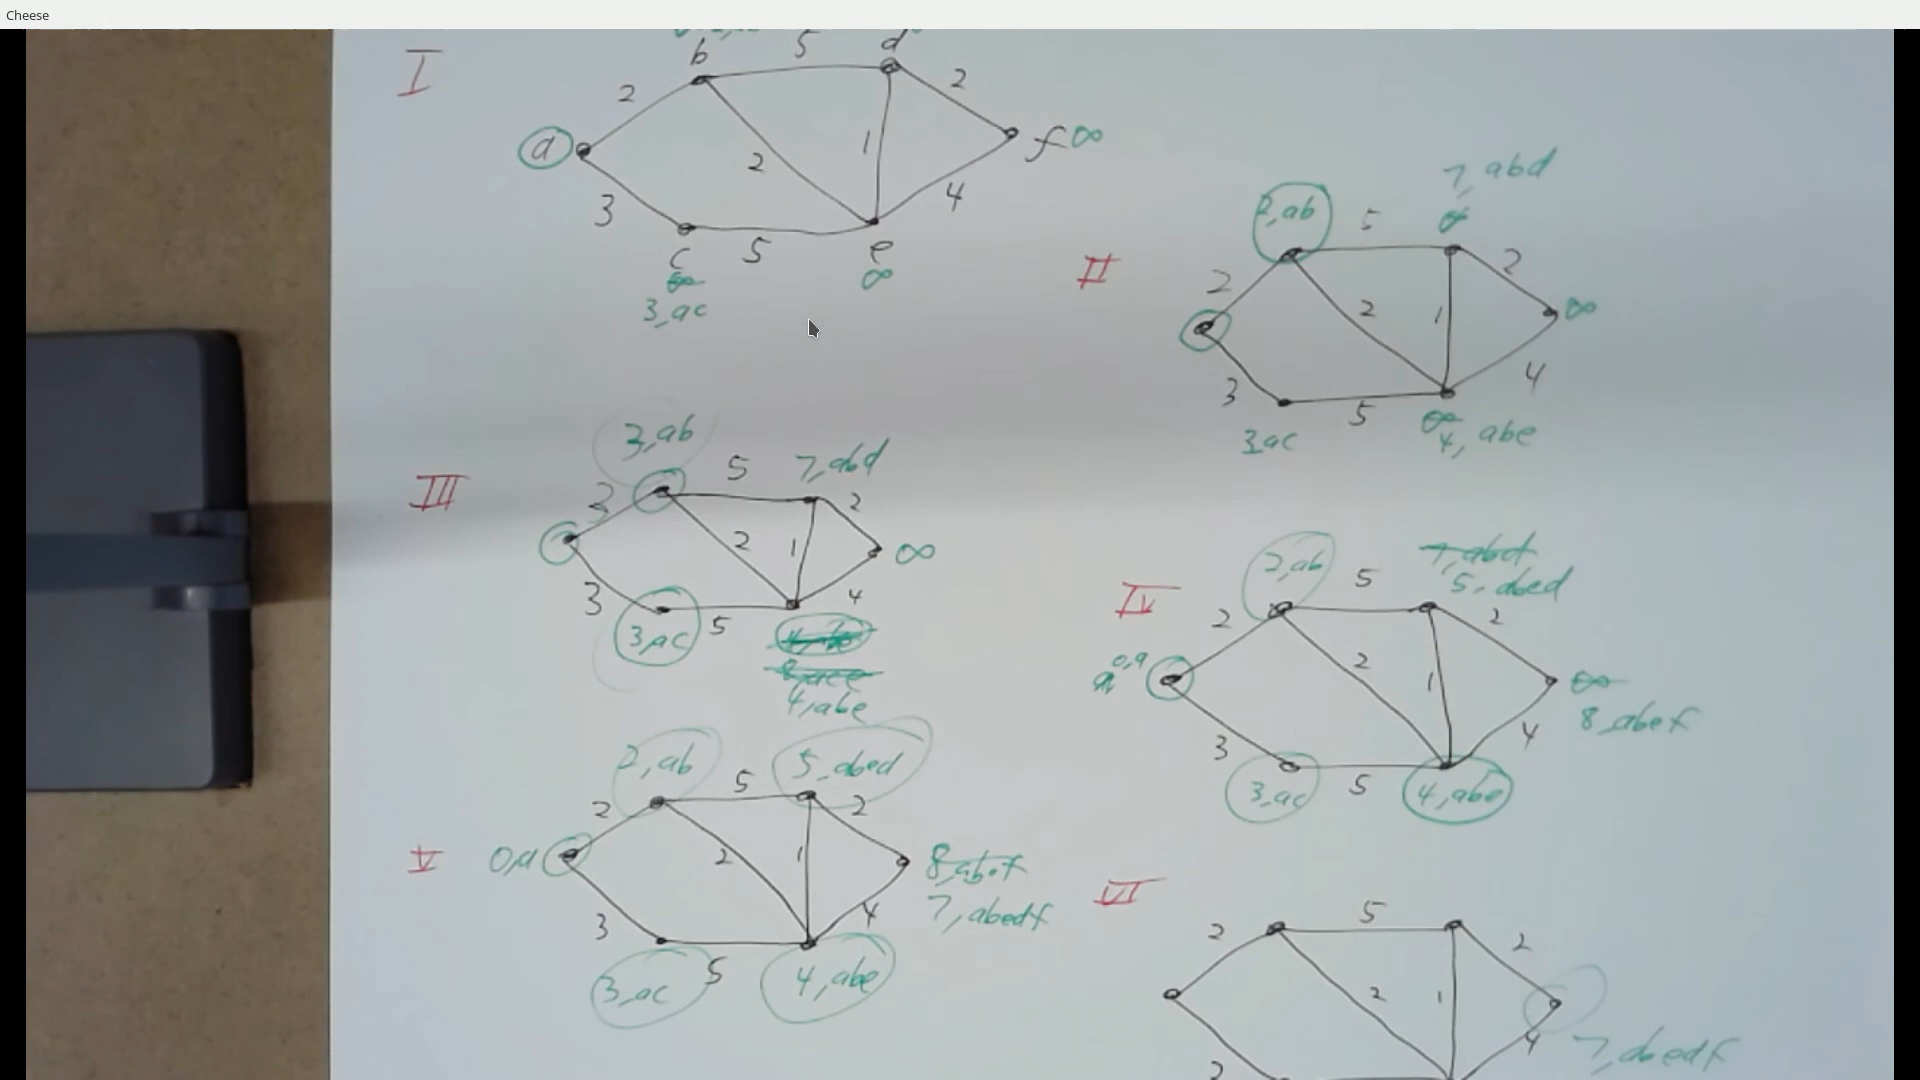 Cheese
I
b 5 d
2 2
a 1 f ∞
2
3 4
c 5 e
∞ ∞
3, ac
II
7, abd
2, ab 5 ∞
2 2
2 1 ∞
3 4
5 ∞
3, ac 4, abe
III
3, ab
5 7, abd
3 2
2 1 ∞
3 4
3, ac 5
4, abe
IV
7, abd
2, ab 5 5, abed
2 2
0, a 2 1 ∞
8, abef
3 4
3, ac 5 4, abe
V
2, ab 5 5, abed
2 2
0, a 2 1 8, abef
7, abedf
3 4
3, ac 5 4, abe
VI
5
2 2
2 1
4 7, abedf
3